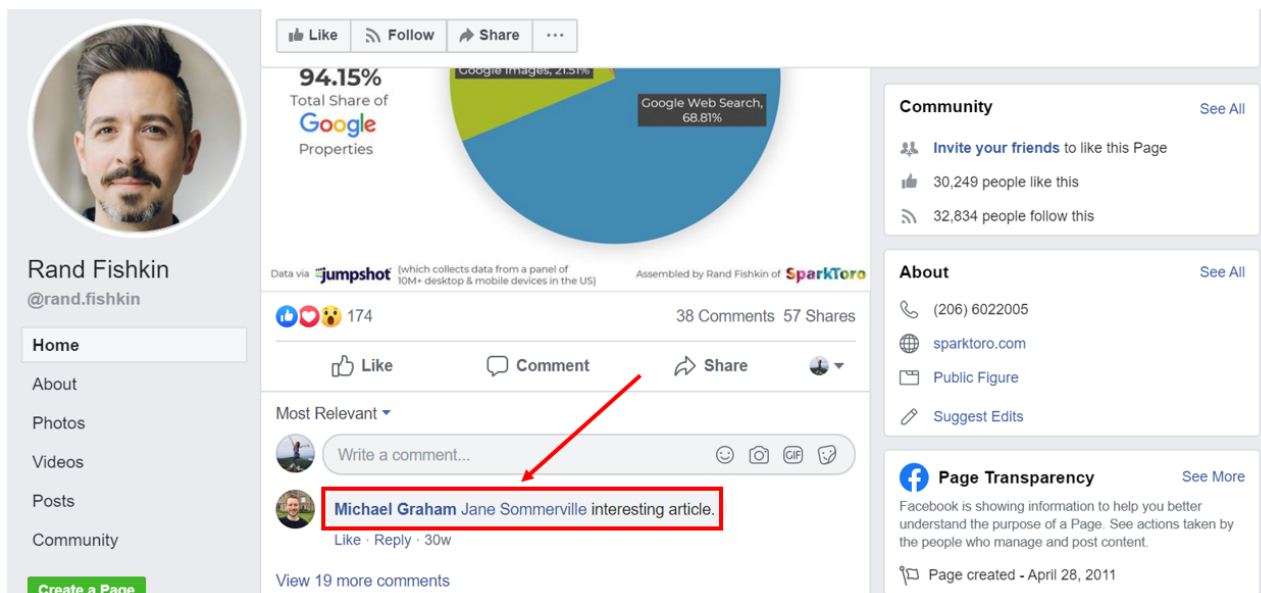 Like Follow Share ...
94.15%
Total Share of
Google
Properties
Google Images, 21.51%
Google Web Search,
68.81%
Data via jumpshot (which collects data from a panel of
10M+ desktop & mobile devices in the US)
Assembled by Rand Fishkin of SparkToro
174
38 Comments 57 Shares
Like Comment Share
Most Relevant
Write a comment...
GIF
Michael Graham Jane Sommerville interesting article.
Like · Reply · 30w
View 19 more comments
Rand Fishkin
@rand.fishkin
Home
About
Photos
Videos
Posts
Community
Create a Page
Community See All
Invite your friends to like this Page
30,249 people like this
32,834 people follow this
About See All
(206) 6022005
sparktoro.com
Public Figure
Suggest Edits
Page Transparency See More
Facebook is showing information to help you better
understand the purpose of a Page. See actions taken by
the people who manage and post content.
Page created - April 28, 2011